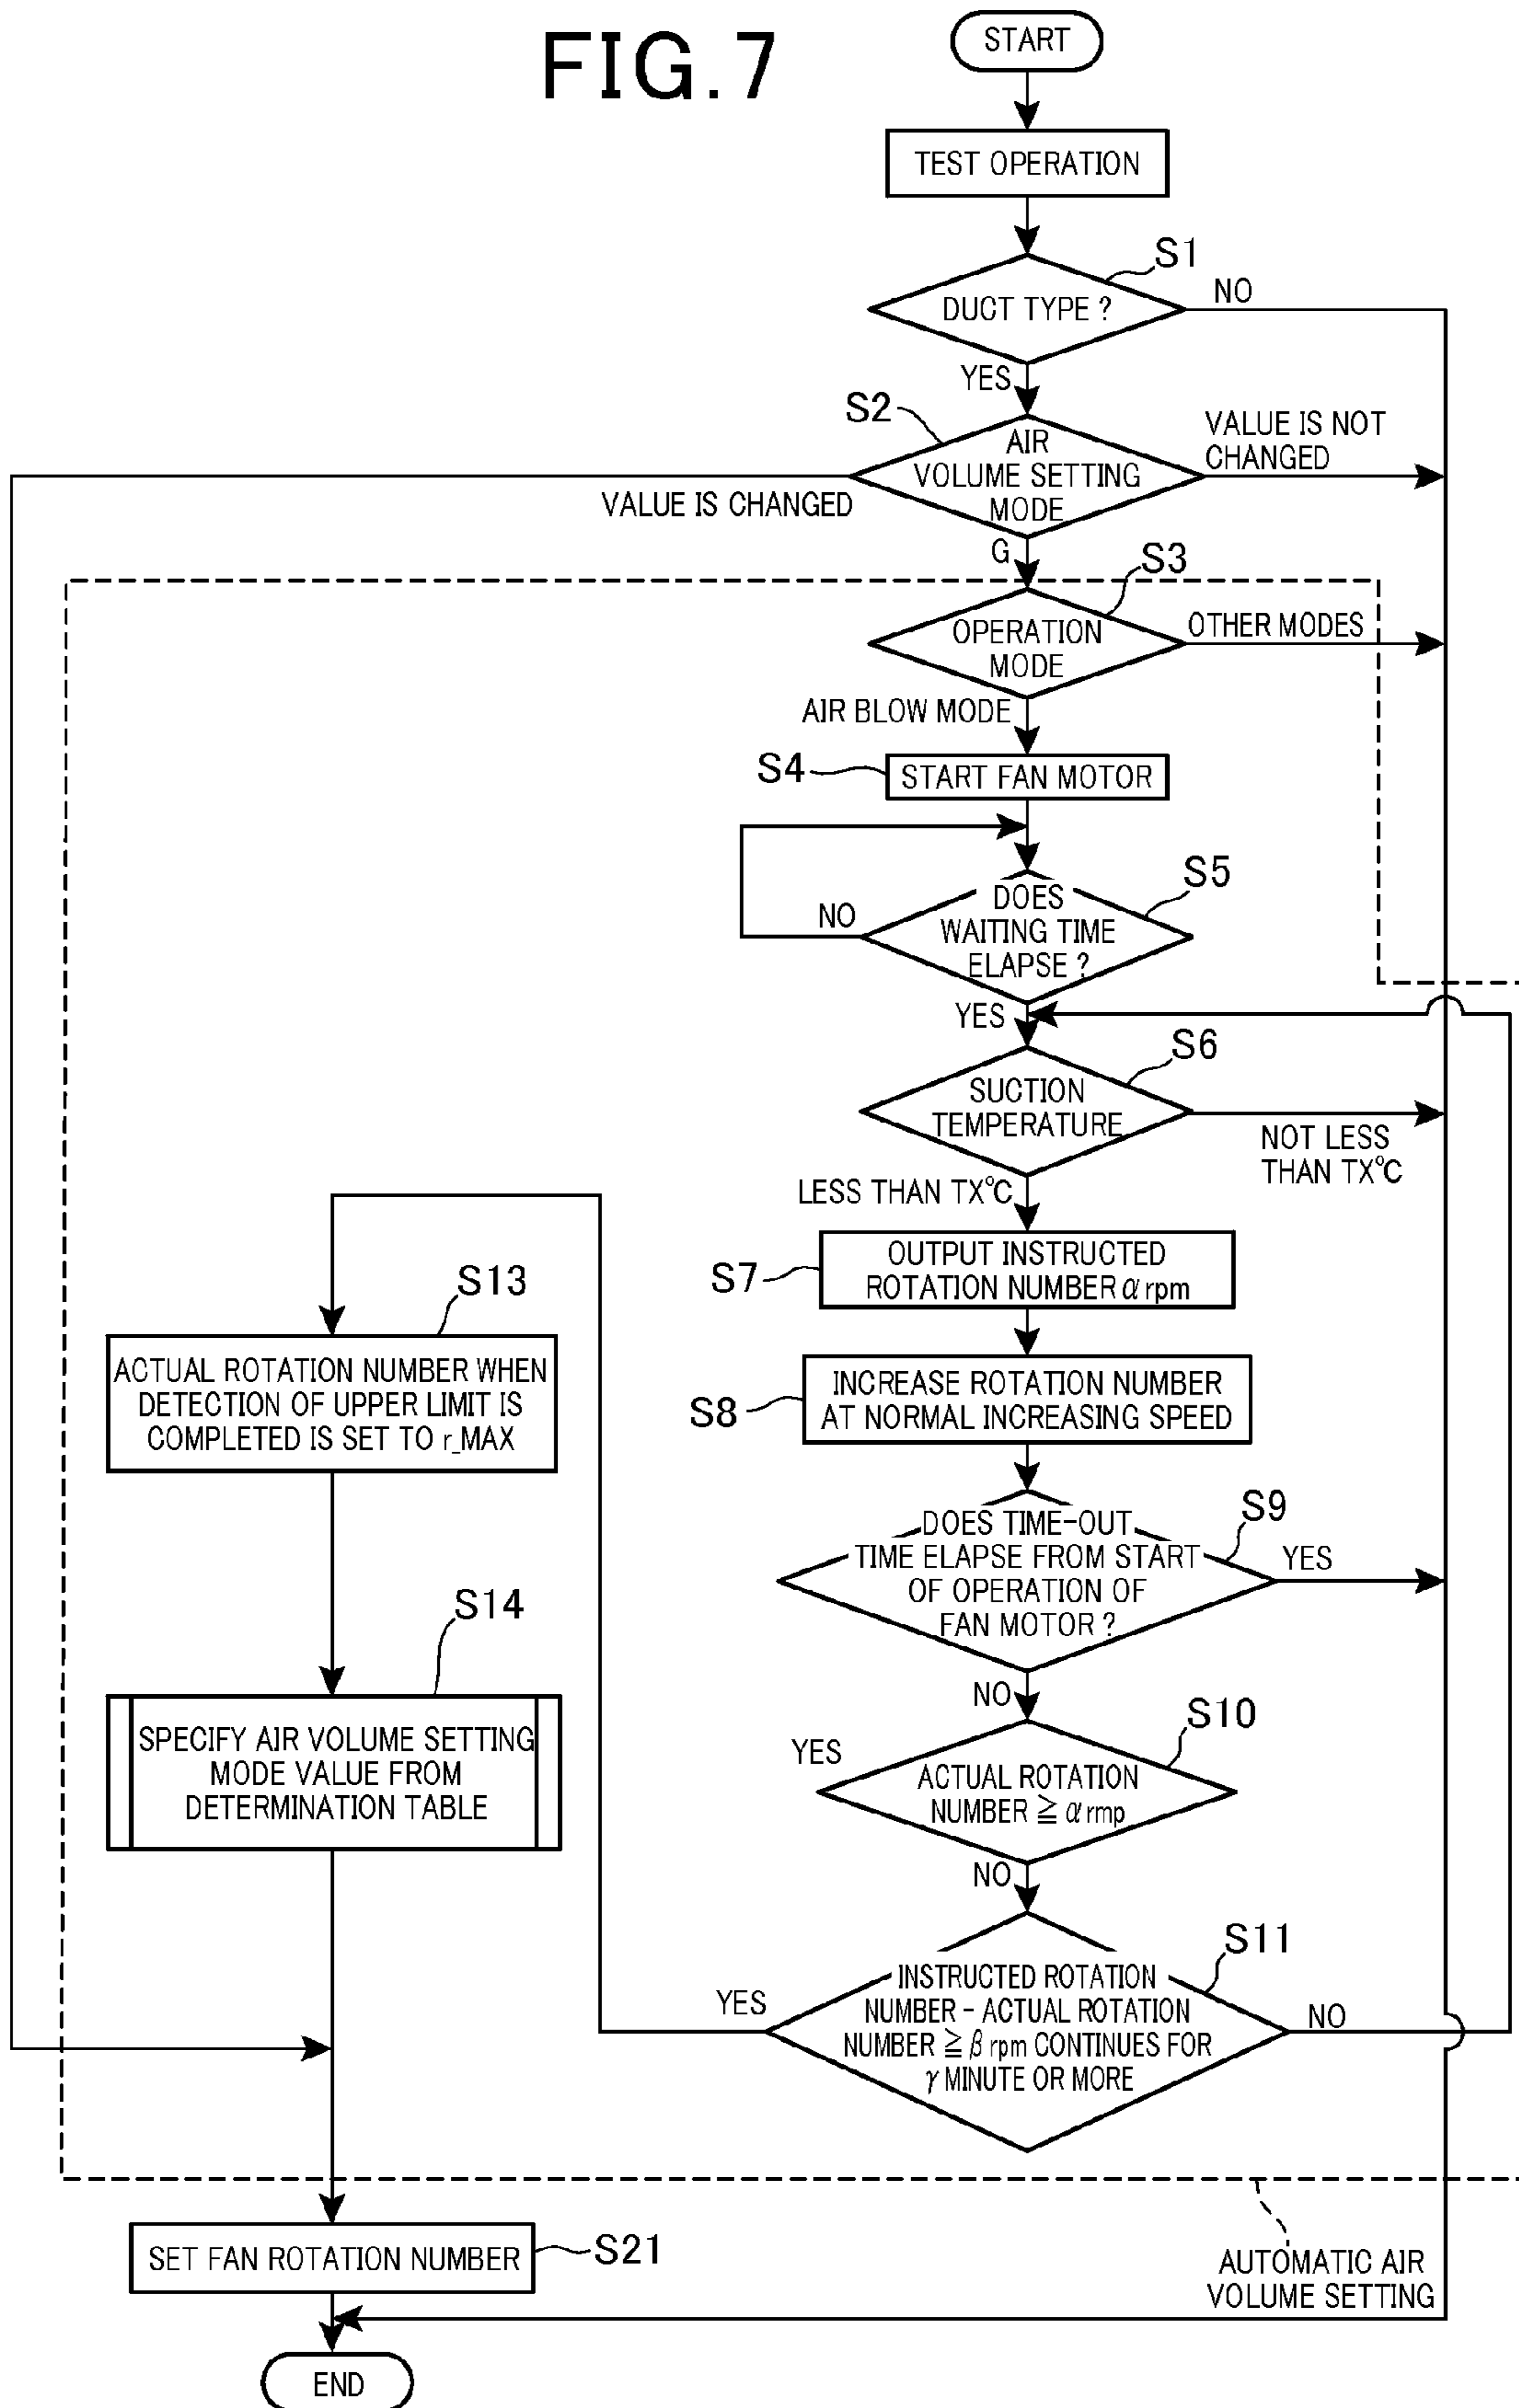 FIG.7
START
TEST OPERATION
S1
DUCT TYPE ?
NO
YES
S2
AIR
VOLUME SETTING
MODE
VALUE IS NOT
CHANGED
VALUE IS CHANGED
G
S3
OPERATION
MODE
OTHER MODES
AIR BLOW MODE
S4
START FAN MOTOR
S5
DOES
WAITING TIME
ELAPSE ?
NO
YES
S6
SUCTION
TEMPERATURE
NOT LESS
THAN TX°C
LESS THAN TX°C
S7
OUTPUT INSTRUCTED
ROTATION NUMBER α rpm
S13
ACTUAL ROTATION NUMBER WHEN
DETECTION OF UPPER LIMIT IS
COMPLETED IS SET TO r_MAX
S8
INCREASE ROTATION NUMBER
AT NORMAL INCREASING SPEED
S9
DOES TIME-OUT
TIME ELAPSE FROM START
OF OPERATION OF
FAN MOTOR ?
YES
NO
S14
SPECIFY AIR VOLUME SETTING
MODE VALUE FROM
DETERMINATION TABLE
S10
YES
ACTUAL ROTATION
NUMBER ≧ α rmp
NO
S11
INSTRUCTED ROTATION
NUMBER – ACTUAL ROTATION
NUMBER ≧ β rpm CONTINUES FOR
γ MINUTE OR MORE
YES
NO
S21
SET FAN ROTATION NUMBER
AUTOMATIC AIR
VOLUME SETTING
END